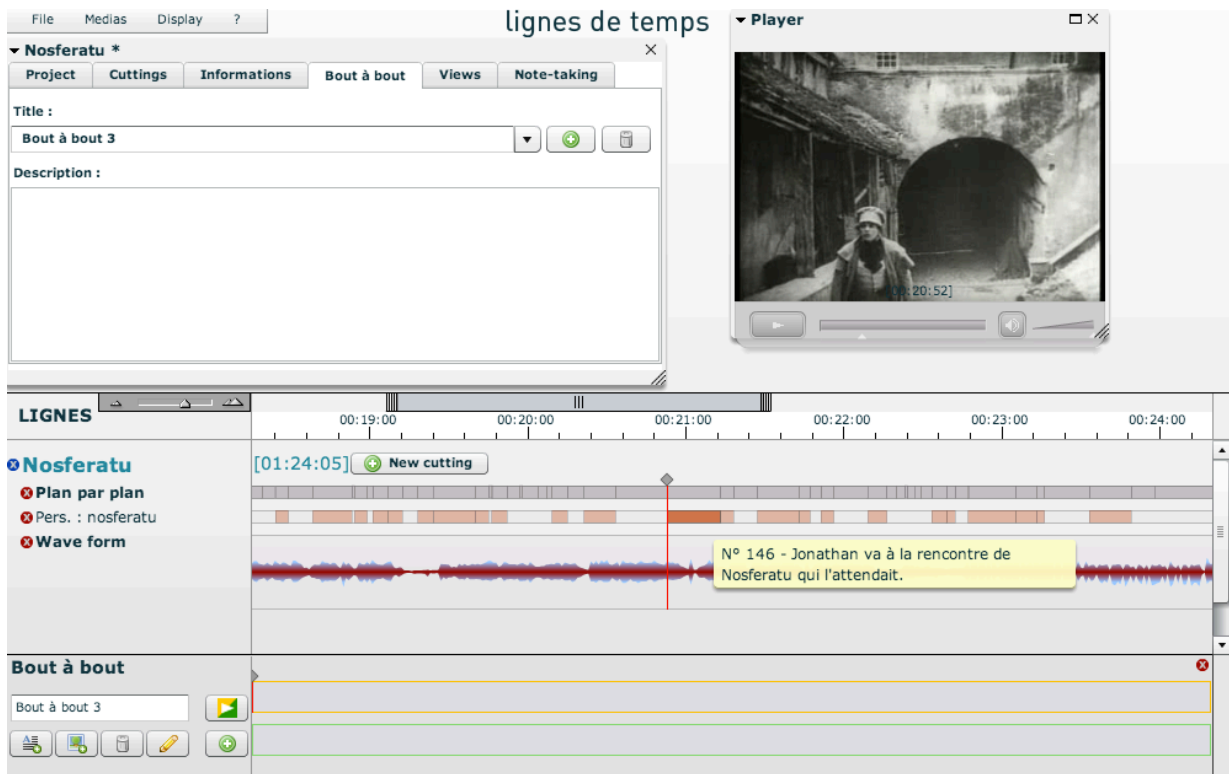 File Medias Display ?
lignes de temps
Player
Nosferatu *
Project Cuttings Informations Bout à bout Views Note-taking
Title :
Bout à bout 3
Description :
:20:52]
LIGNES
00:19:00 00:20:00 00:21:00 00:22:00 00:23:00 00:24:00
Nosferatu
[01:24:05] New cutting
Plan par plan
Pers. : nosferatu
Wave form
N° 146 - Jonathan va à la rencontre de
Nosferatu qui l'attendait.
Bout à bout
Bout à bout 3